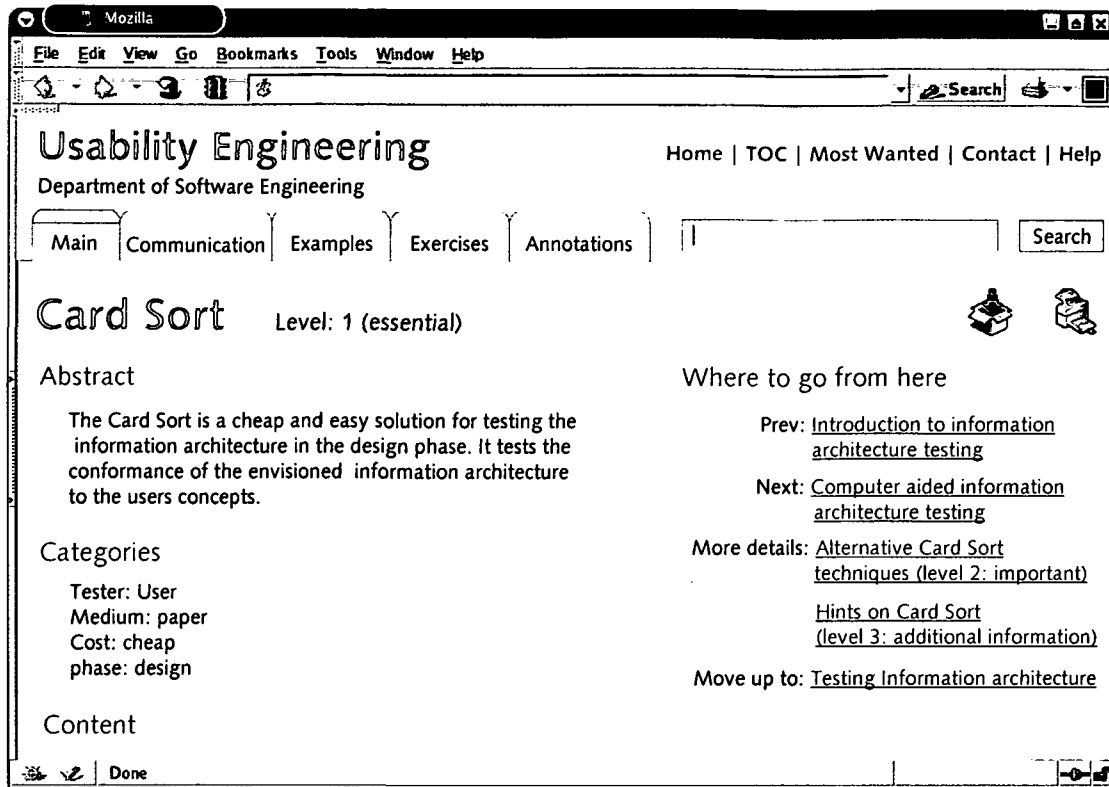 Mozilla
File Edit View Go Bookmarks Tools Window Help
Search
Usability Engineering
Home | TOC | Most Wanted | Contact | Help
Department of Software Engineering
Main Communication Examples Exercises Annotations Search
Card Sort Level: 1 (essential)
Abstract
The Card Sort is a cheap and easy solution for testing the
information architecture in the design phase. It tests the
conformance of the envisioned information architecture
to the users concepts.
Categories
Tester: User
Medium: paper
Cost: cheap
phase: design
Content
Where to go from here
Prev: Introduction to information
architecture testing
Next: Computer aided information
architecture testing
More details: Alternative Card Sort
techniques (level 2: important)
Hints on Card Sort
(level 3: additional information)
Move up to: Testing Information architecture
Done